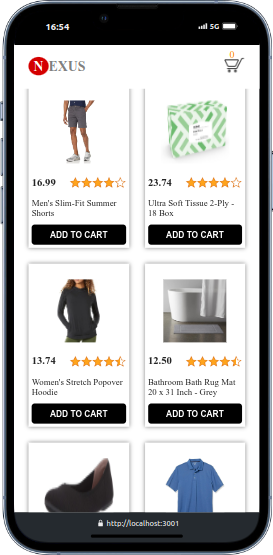 16:54
5G
NEXUS
0
16.99
Men's Slim-Fit Summer
Shorts
ADD TO CART
23.74
Ultra Soft Tissue 2-Ply -
18 Box
ADD TO CART
13.74
Women's Stretch Popover
Hoodie
ADD TO CART
12.50
Bathroom Bath Rug Mat
20 x 31 Inch - Grey
ADD TO CART
http://localhost:3001